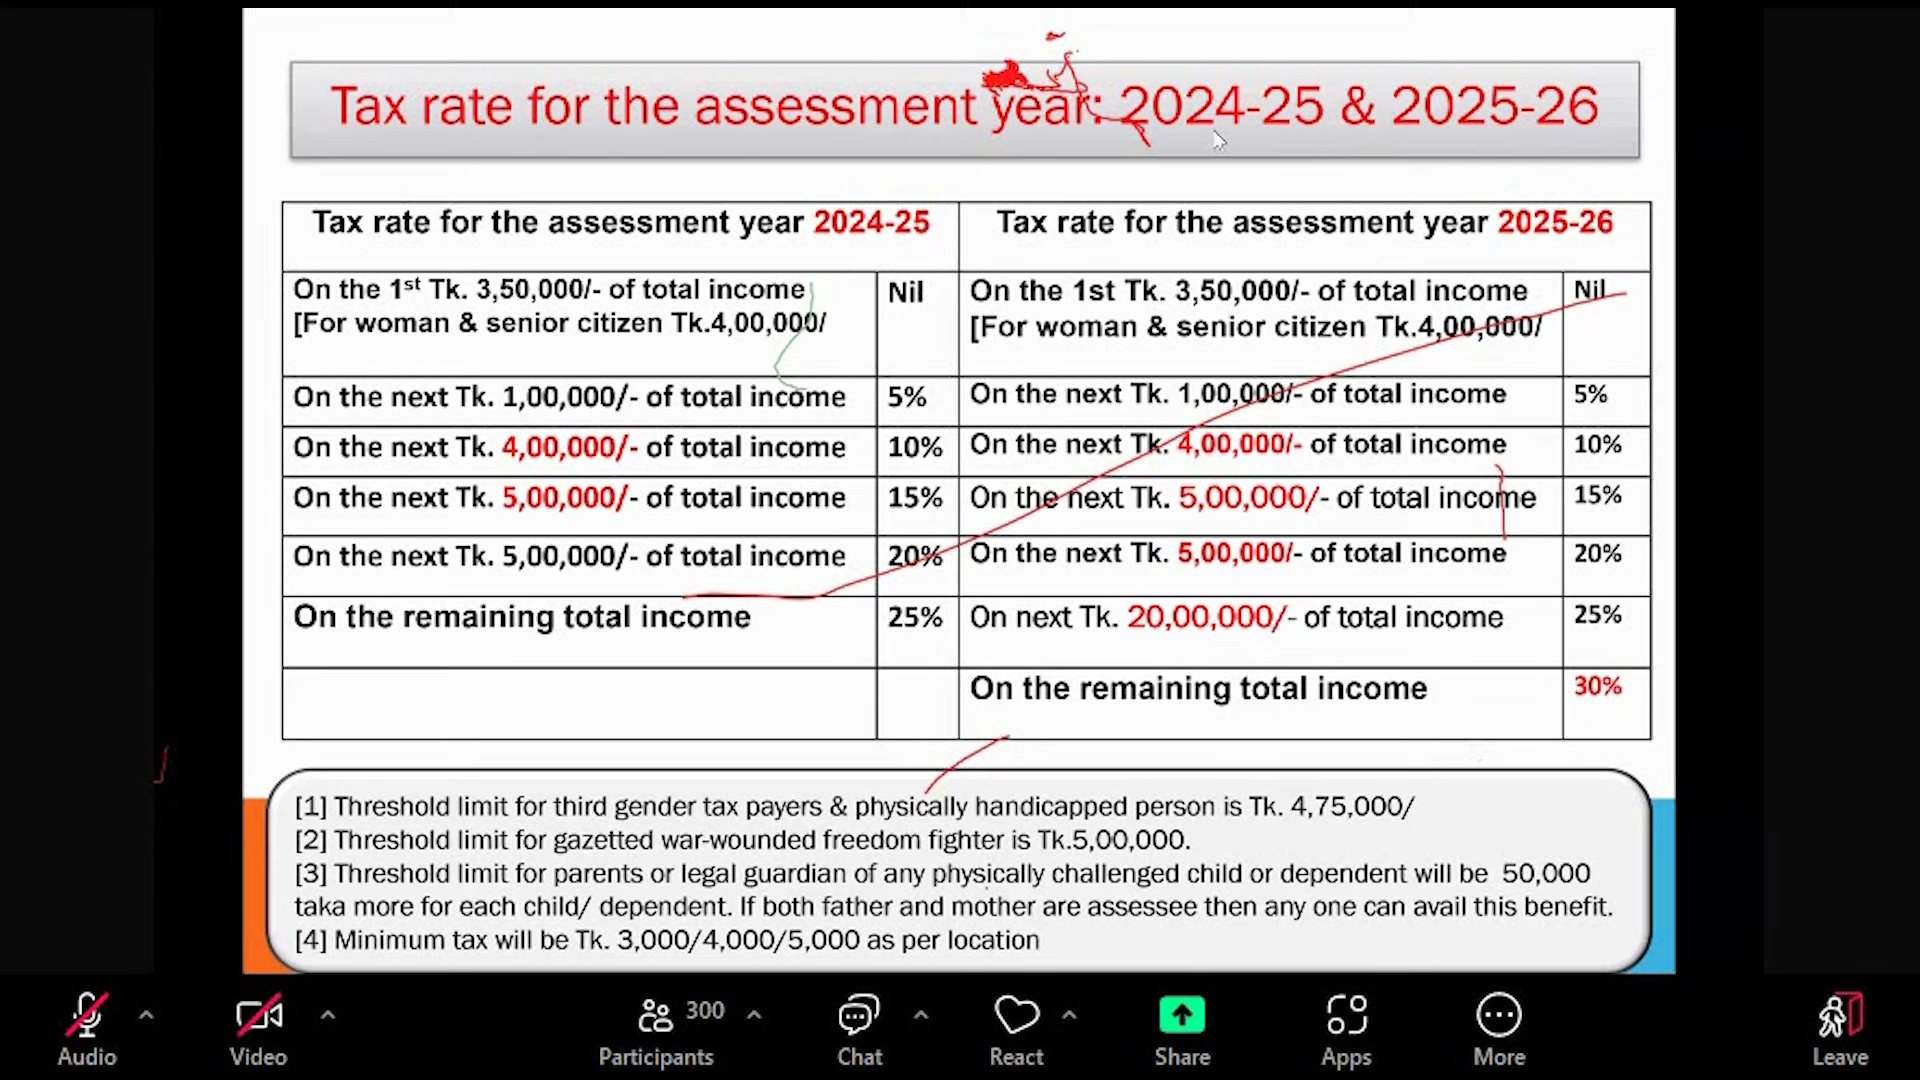 Tax rate for the assessment year: 2024-25 & 2025-26
Tax rate for the assessment year 2024-25
Tax rate for the assessment year 2025-26
On the 1st Tk. 3,50,000/- of total income
[For woman & senior citizen Tk.4,00,000/
Nil
On the 1st Tk. 3,50,000/- of total income
[For woman & senior citizen Tk.4,00,000/
Nil
On the next Tk. 1,00,000/- of total income
5%
On the next Tk. 1,00,000/- of total income
5%
On the next Tk. 4,00,000/- of total income
10%
On the next Tk. 4,00,000/- of total income
10%
On the next Tk. 5,00,000/- of total income
15%
On the next Tk. 5,00,000/- of total income
15%
On the next Tk. 5,00,000/- of total income
20%
On the next Tk. 5,00,000/- of total income
20%
On the remaining total income
25%
On next Tk. 20,00,000/- of total income
25%
On the remaining total income
30%
[1] Threshold limit for third gender tax payers & physically handicapped person is Tk. 4,75,000/
[2] Threshold limit for gazetted war-wounded freedom fighter is Tk.5,00,000.
[3] Threshold limit for parents or legal guardian of any physically challenged child or dependent will be 50,000
taka more for each child/ dependent. If both father and mother are assessee then any one can avail this benefit.
[4] Minimum tax will be Tk. 3,000/4,000/5,000 as per location
300
Audio
Video
Participants
Chat
React
Share
Apps
More
Leave